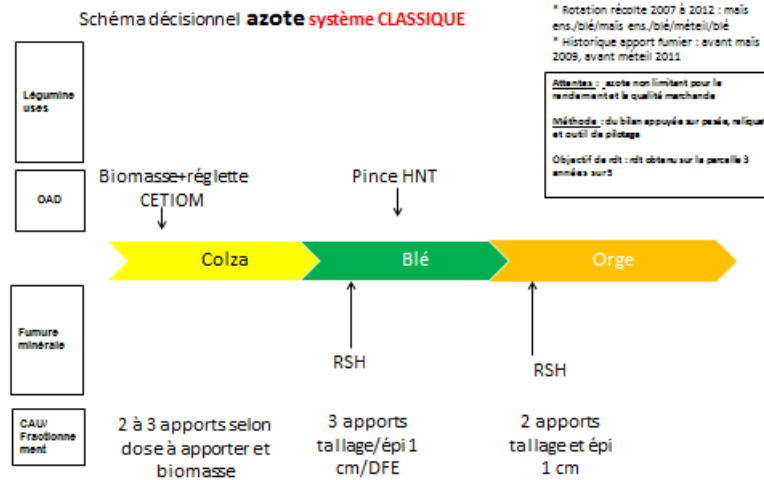 Schéma décisionnel azote système CLASSIQUE
* Rotation récolte 2007 à 2012 : maïs
ens./blé/maïs ens./blé/méteil/blé
* Historique apport fumier : avant maïs
2009, avant méteil 2011
Attentes : azote non limitant pour le
rendement et le qualité marchande
Méthode : du bilan appuyée sur pesée, reliquat
et outil de pilotage
Objectif de rdt : rdt obtenu sur la parcelle 3
années sur 5
Légumine
uses
OAD
Biomasse+réglette
CETIOM
Pince HNT
Colza
Blé
Orge
Fumure
minérale
RSH
RSH
CAU/
Fractionne
ment
2 à 3 apports selon
dose à apporter et
biomasse
3 apports
tallage/épi 1
cm/DFE
2 apports
tallage et épi
1 cm